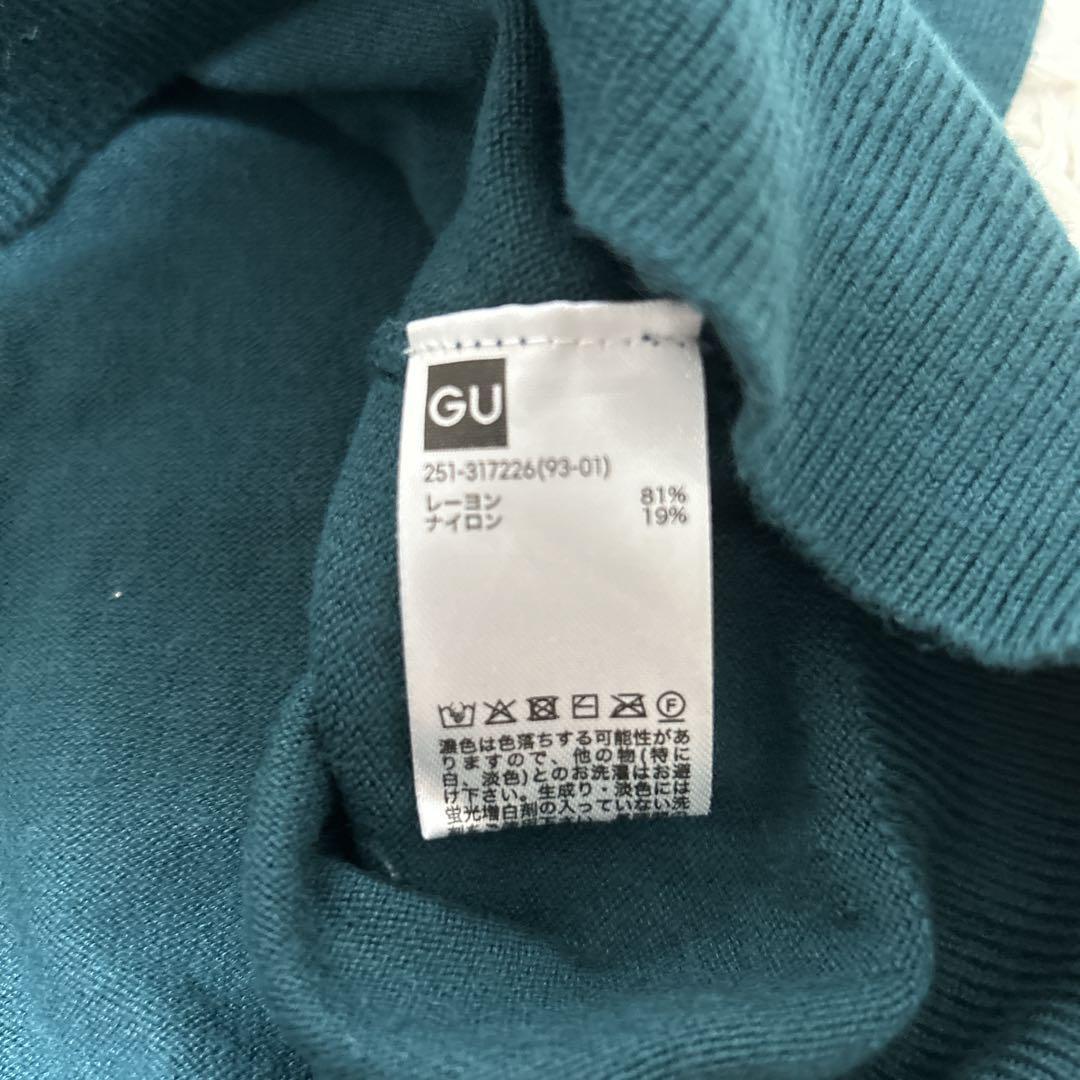 GU
251-317226(93-01)
レーヨン 81%
ナイロン 19%
F
濃色は色落ちする可能性があ
りますので、他の物(特に
白、淡色)とのお洗濯はお避
け下さい。生成り・淡色には
蛍光増白剤の入っていない洗